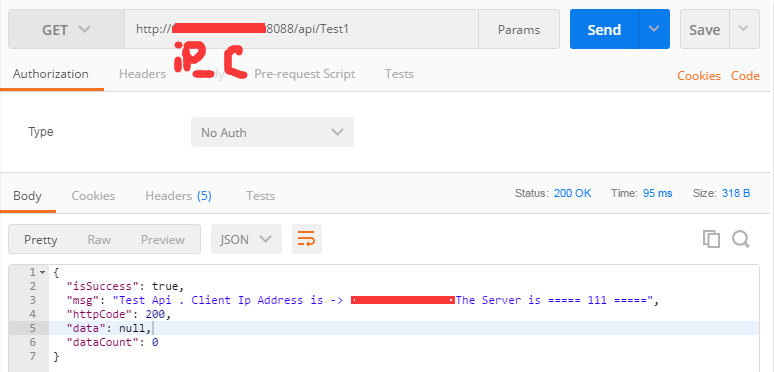 GET http:// 8088/api/Test1 Params Send Save
iP_C
Authorization Headers Pre-request Script Tests Cookies Code
Type No Auth
Body Cookies Headers (5) Tests Status: 200 OK Time: 95 ms Size: 318 B
Pretty Raw Preview JSON
1 {
2 "isSuccess": true,
3 "msg": "Test Api . Client Ip Address is -> The Server is ===== 111 =====",
4 "httpCode": 200,
5 "data": null,
6 "dataCount": 0
7 }